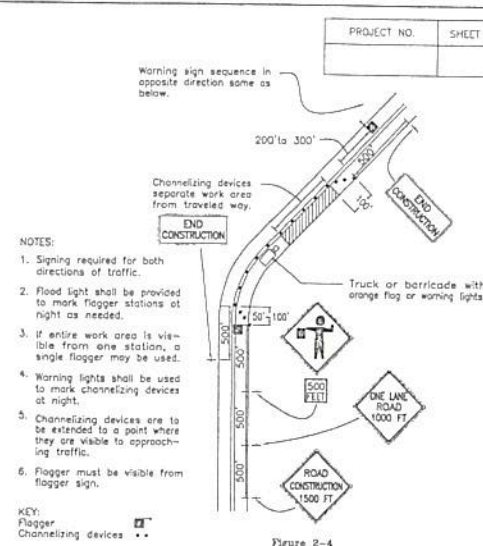 PROJECT NO. SHEET
Warning sign sequence in
opposite direction same as
below.
200' to 300'
500'
Channelizing devices
separate work area
from traveled way.
100'
END
CONSTRUCTION
END
CONSTRUCTION
NOTES:
1. Signing required for both
directions of traffic.
2. Flood light shall be provided
to mark flagger stations at
night as needed.
3. If entire work area is vis-
ible from one station, a
single flagger may be used.
4. Warning lights shall be used
to mark channelizing devices
at night.
5. Channelizing devices are to
be extended to a point where
they are visible to approach-
ing traffic.
6. Flagger must be visible from
flagger sign.
KEY:
Flagger
Channelizing devices
Truck or barricade with
orange flag or warning lights
50'-100'
500'
500'
500'
500'
500
FEET
ONE LANE
ROAD
1000 FT
ROAD
CONSTRUCTION
1500 FT
Figure 2-4